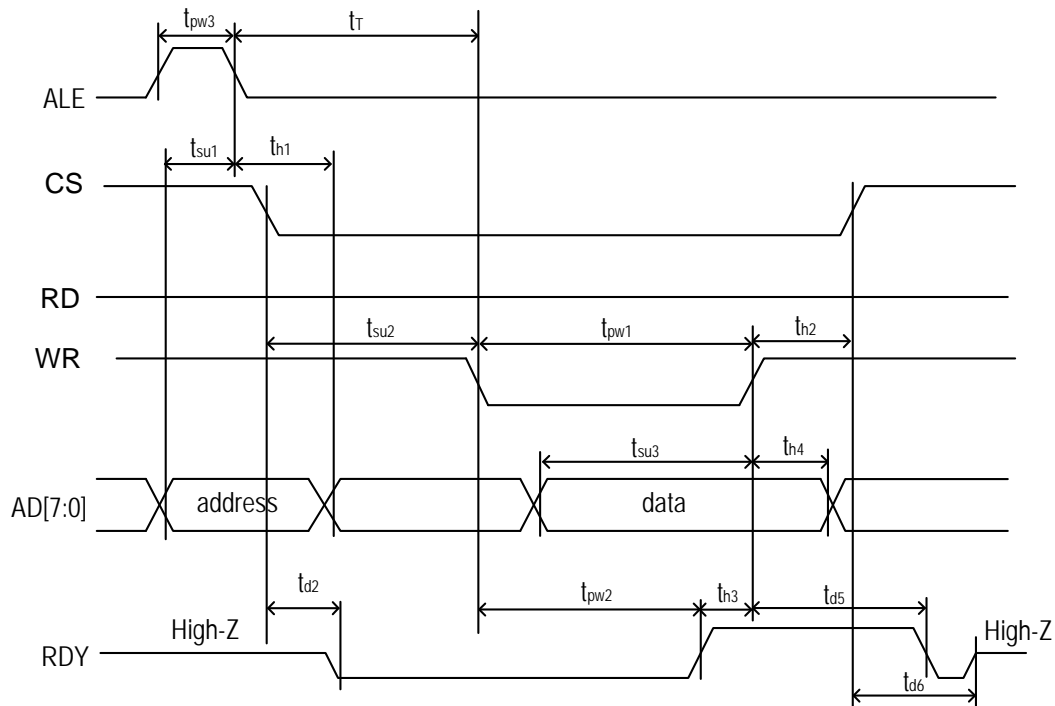 tpw3 tT
ALE
tsu1 th1
CS
RD
tsu2 tpw1 th2
WR
tsu3 th4
AD[7:0] address data
td2 tpw2 th3 td5
High-Z High-Z
RDY
td6